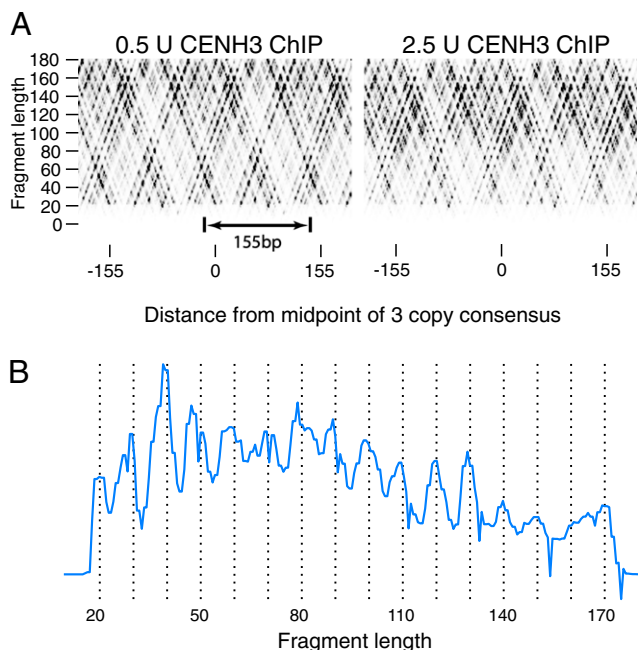 A
0.5 U CENH3 ChIP
2.5 U CENH3 ChIP
Fragment length
180
160
140
120
100
80
60
40
20
0
155bp
-155
0
155
-155
0
155
Distance from midpoint of 3 copy consensus
B
20
50
80
110
140
170
Fragment length